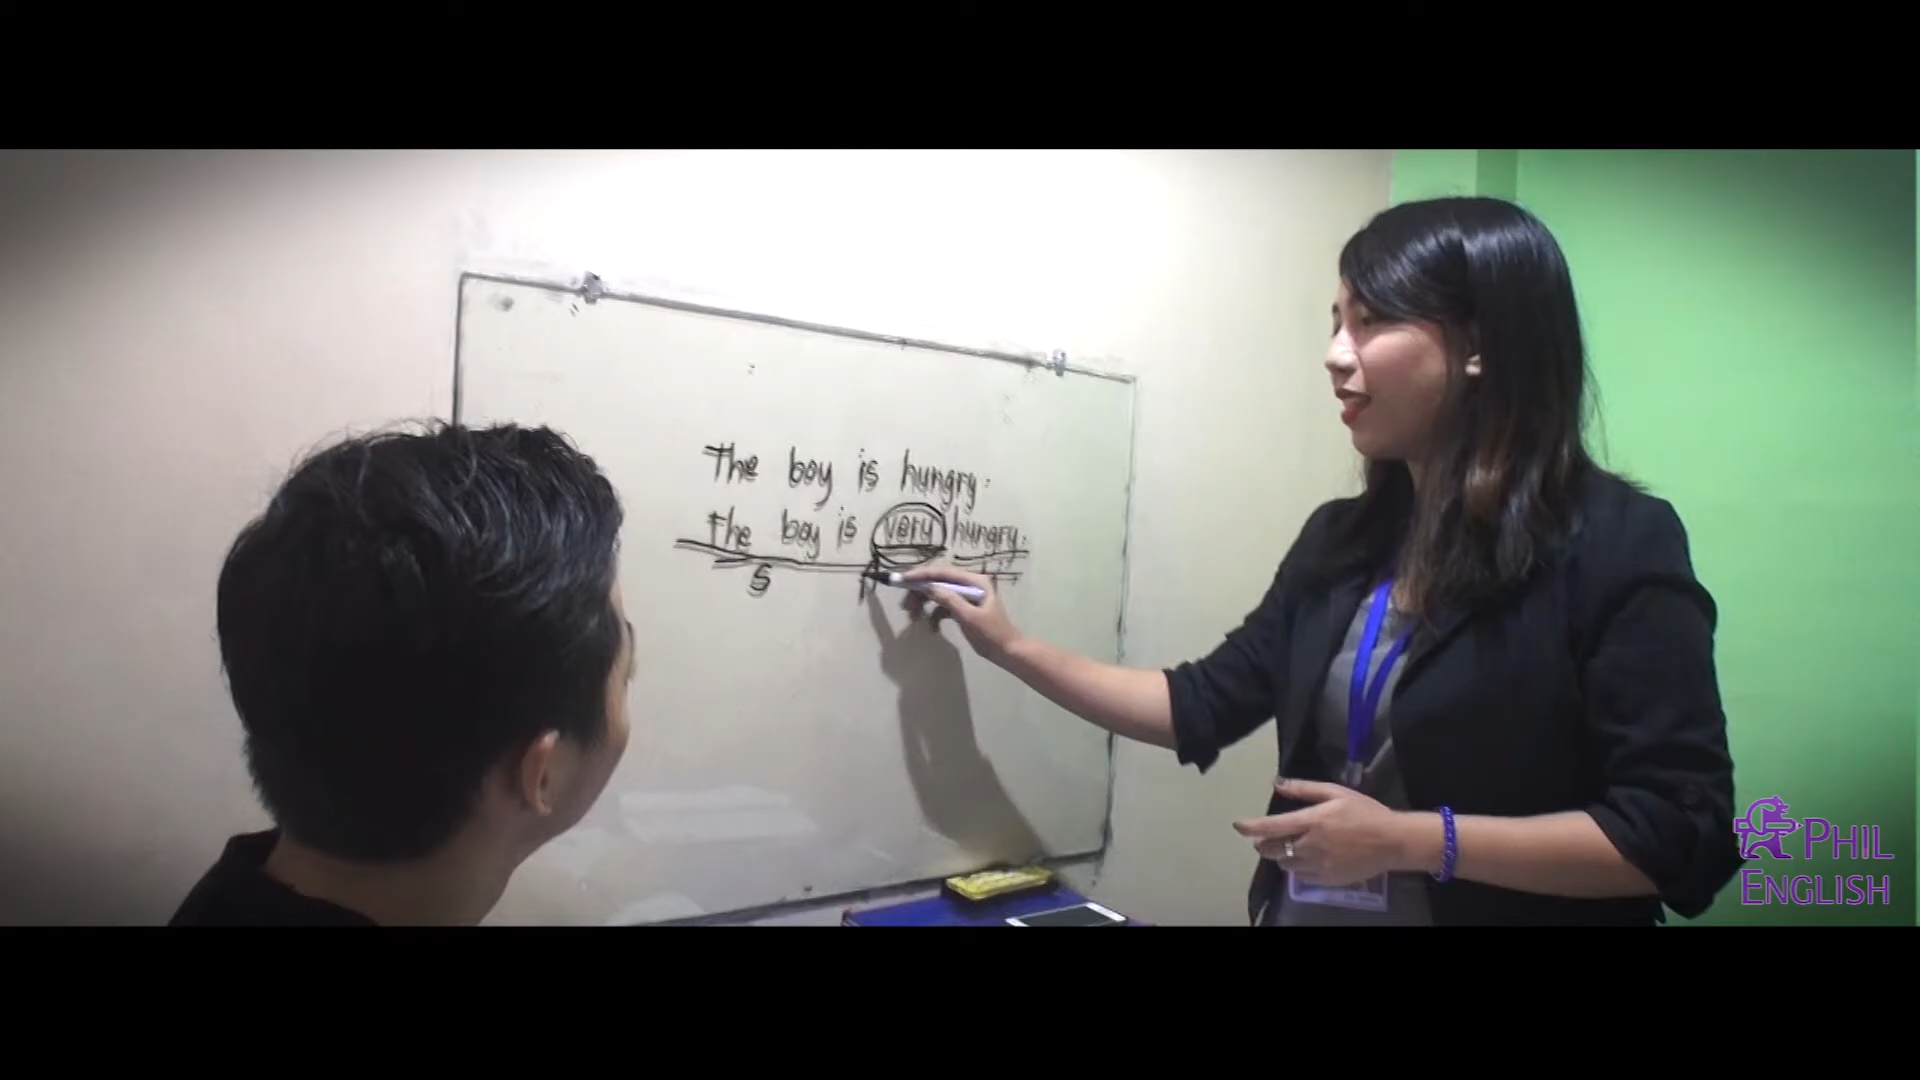 The boy is hungry.
The boy is very hungry.
S
PHIL
ENGLISH